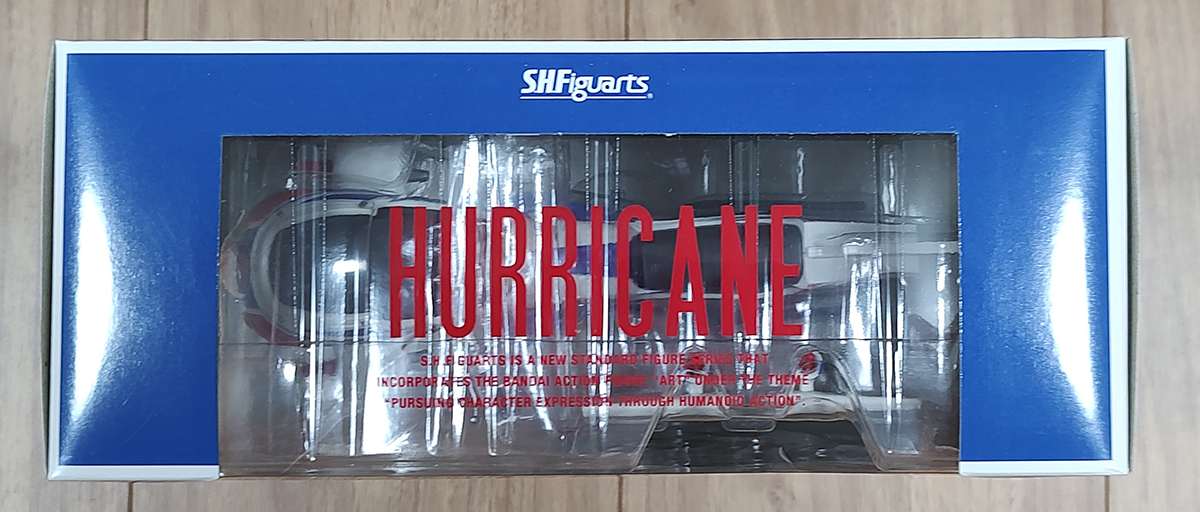 S.H.Figuarts®
HURRICANE
S.H.FIGUARTS IS A NEW STANDARD FIGURE SERIES THAT
INCORPORATES THE BANDAI ACTION FIGURE "ART" UNDER THE THEME
"PURSUING CHARACTER EXPRESSION THROUGH HUMANOID ACTION".